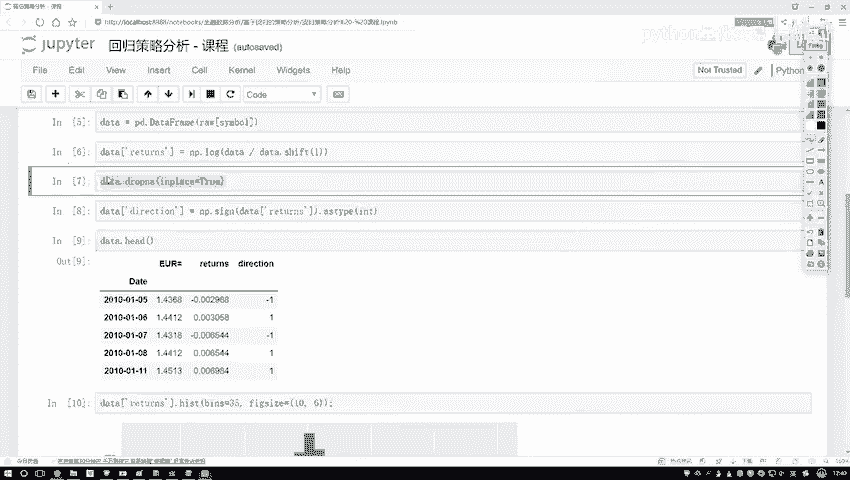 回归策略分析 - 课程
localhost:8888/notebooks/
jupyter 回归策略分析 - 课程 (autosaved)
File Edit View Insert Cell Kernel Widgets Help
Not Trusted
Python
Code
In [5]: data = pd.DataFrame(raw[symbol])
In [6]: data['returns'] = np.log(data / data.shift(1))
In [7]: data.dropna(inplace=True)
In [8]: data['direction'] = np.sign(data['returns']).astype(int)
In [9]: data.head()
Out[9]:
EUR= returns direction
Date
2010-01-05 1.4368 -0.002968 -1
2010-01-06 1.4412 0.003058 1
2010-01-07 1.4318 -0.006544 -1
2010-01-08 1.4412 0.006544 1
2010-01-11 1.4513 0.006984 1
In [10]: data['returns'].hist(bins=35, figsize=(10, 6));